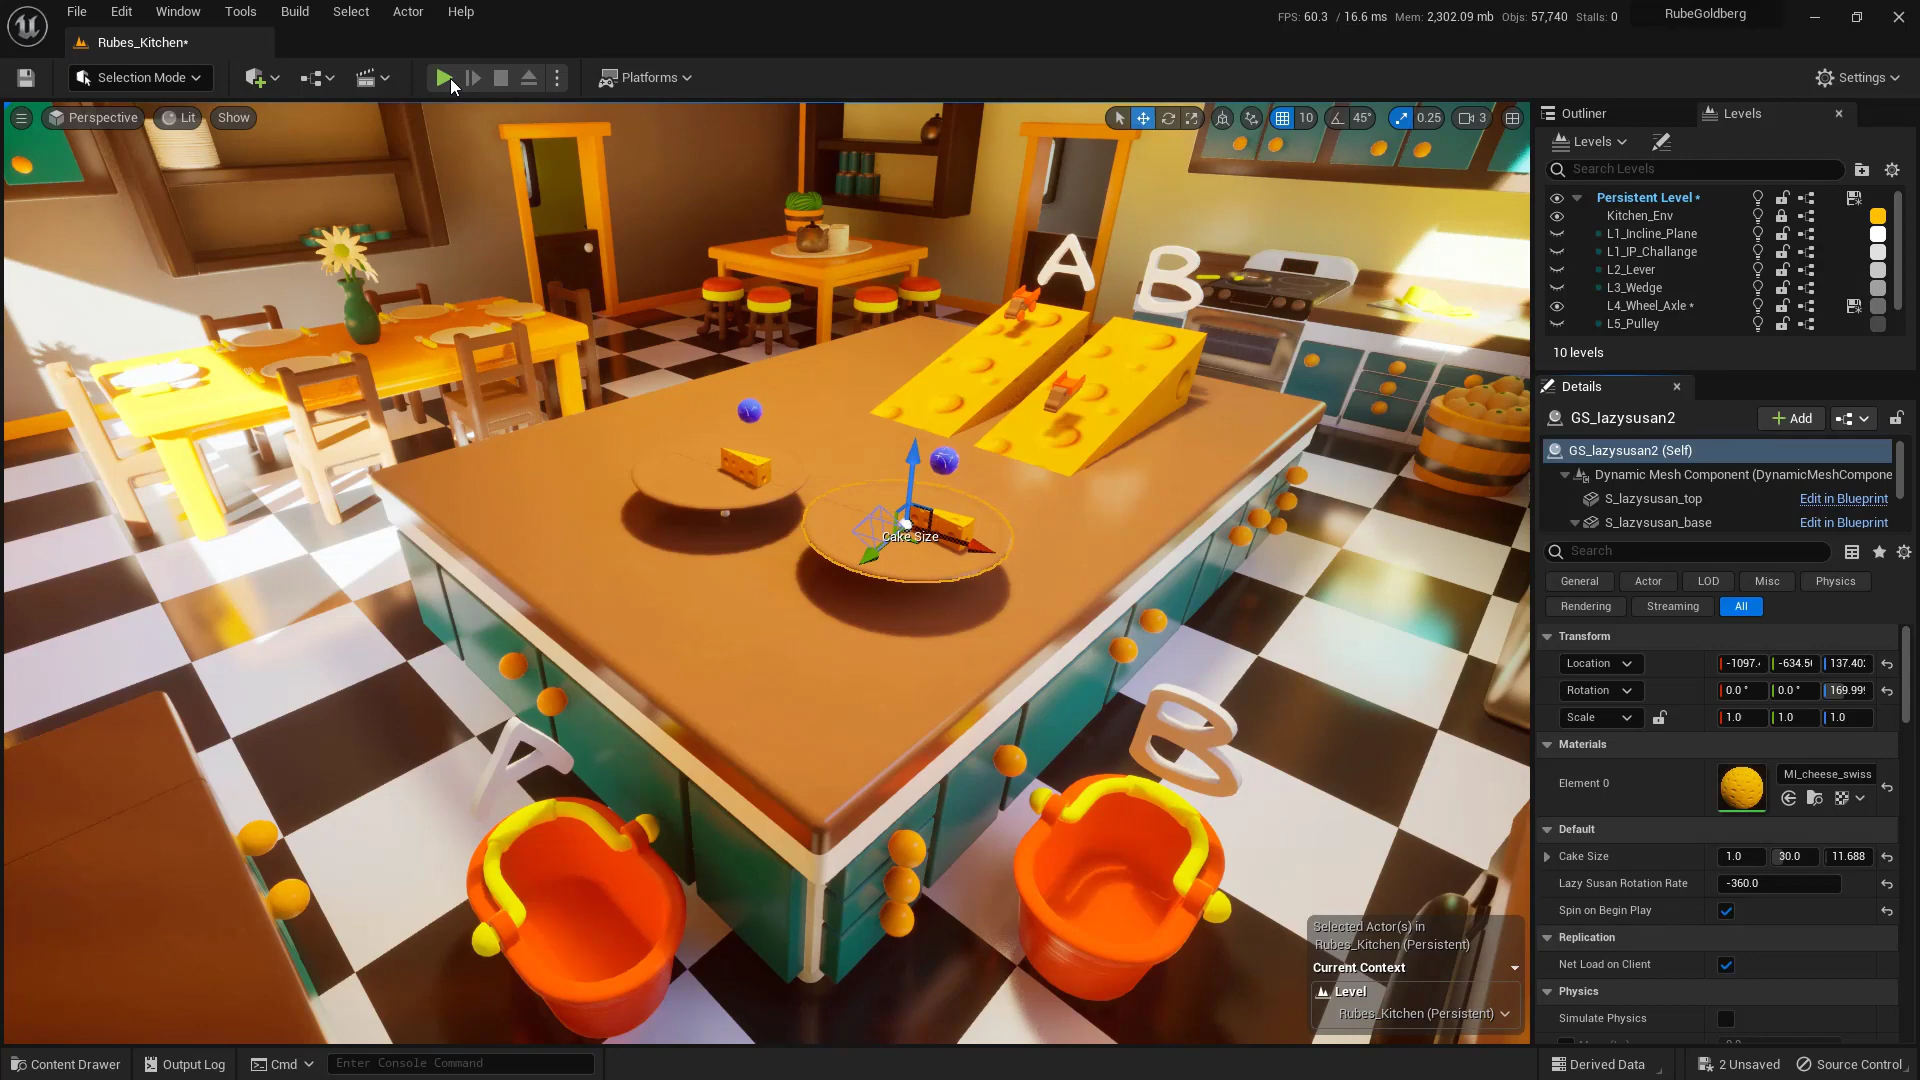 File Edit Window Tools Build Select Actor Help
FPS: 60.3 / 16.6 ms Mem: 2,302.09 mb Objs: 57,740 Stalls: 0 RubeGoldberg
Rubes_Kitchen*
Selection Mode
Platforms
Settings
Perspective Lit Show
10 45° 0.25 3
Outliner Levels
Levels
Search Levels
Persistent Level *
Kitchen_Env
L1_Incline_Plane
L1_IP_Challange
L2_Lever
L3_Wedge
L4_Wheel_Axle *
L5_Pulley
10 levels
A B
Cake Size
A
B
Details
GS_lazysusan2 Add
GS_lazysusan2 (Self)
Dynamic Mesh Component (DynamicMeshCompone
S_lazysusan_top Edit in Blueprint
S_lazysusan_base Edit in Blueprint
Search
General Actor LOD Misc Physics
Rendering Streaming All
Transform
Location -1097. -634.5 137.40
Rotation 0.0 ° 0.0 ° 169.99
Scale 1.0 1.0 1.0
Materials
Element 0 MI_cheese_swiss
Default
Cake Size 1.0 30.0 11.688
Lazy Susan Rotation Rate -360.0
Spin on Begin Play
Replication
Net Load on Client
Physics
Simulate Physics
Selected Actor(s) in
Rubes_Kitchen (Persistent)
Current Context
Level
Rubes_Kitchen (Persistent)
Content Drawer Output Log Cmd Enter Console Command
Derived Data 2 Unsaved Source Control